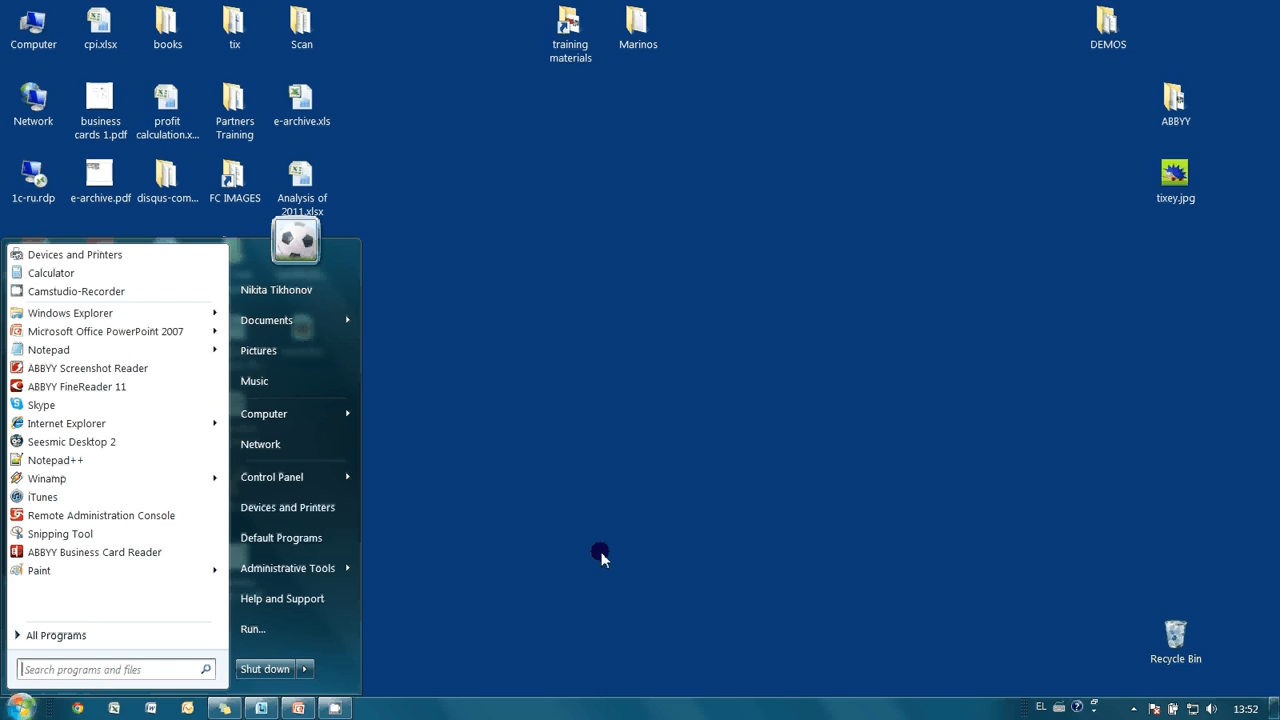 Computer
cpi.xlsx
books
tix
Scan
training
materials
Marinos
DEMOS
Network
business
cards 1.pdf
profit
calculation.x...
Partners
Training
e-archive.xls
ABBYY
1c-ru.rdp
e-archive.pdf
disqus-com...
FC IMAGES
Analysis of
2011.xlsx
tixey.jpg
Devices and Printers
Calculator
Camstudio-Recorder
Windows Explorer
Microsoft Office PowerPoint 2007
Notepad
ABBYY Screenshot Reader
ABBYY FineReader 11
Skype
Internet Explorer
Seesmic Desktop 2
Notepad++
Winamp
iTunes
Remote Administration Console
Snipping Tool
ABBYY Business Card Reader
Paint
All Programs
Search programs and files
Nikita Tikhonov
Documents
Pictures
Music
Computer
Network
Control Panel
Devices and Printers
Default Programs
Administrative Tools
Help and Support
Run...
Shut down
Recycle Bin
EL
13:52